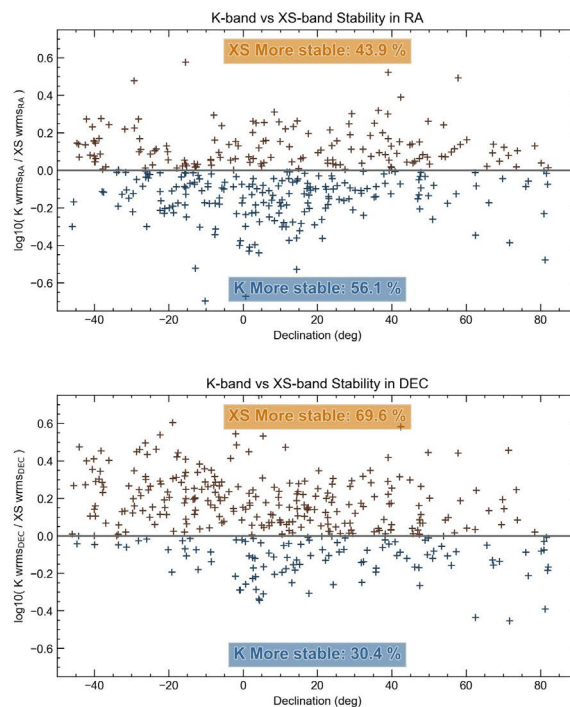 K-band vs XS-band Stability in RA
XS More stable: 43.9 %
0.6
0.4
0.2
0.0
−0.2
−0.4
−0.6
log10( K wrmsRA / XS wrmsRA )
K More stable: 56.1 %
−40 −20 0 20 40 60 80
Declination (deg)
K-band vs XS-band Stability in DEC
XS More stable: 69.6 %
0.6
0.4
0.2
0.0
−0.2
−0.4
−0.6
log10( K wrmsDEC / XS wrmsDEC )
K More stable: 30.4 %
−40 −20 0 20 40 60 80
Declination (deg)